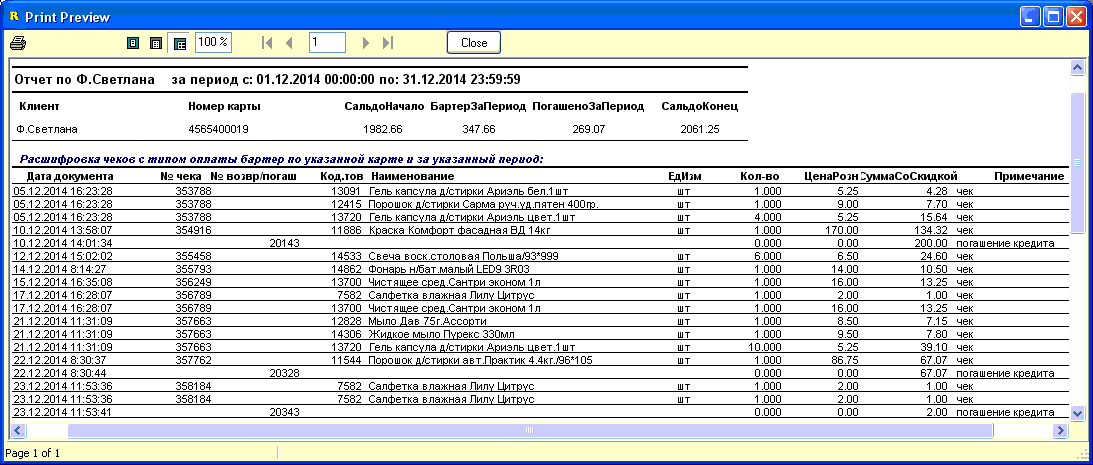 Print Preview
100 % 1 Close
Отчет по Ф.Светлана за период с: 01.12.2014 00:00:00 по: 31.12.2014 23:59:59
Клиент Номер карты СальдоНачало БартерЗаПериод ПогашеноЗаПериод СальдоКонец
Ф.Светлана 4565400019 1982.66 347.66 269.07 2061.25
Расшифровка чеков с типом оплаты бартер по указанной карте и за указанный период:
Дата документа № чека № возвр/погаш Код.тов Наименование ЕдИзм Кол-во ЦенаРозн СуммаСоСкидкой Примечание
05.12.2014 16:23:28 353788 13091 Гель капсула д/стирки Ариэль бел.1шт шт 1.000 5.25 4.28 чек
05.12.2014 16:23:28 353788 12415 Порошок д/стирки Сарма руч.уд.пятен 400гр. шт 1.000 9.00 7.70 чек
05.12.2014 16:23:28 353788 13720 Гель капсула д/стирки Ариэль цвет.1шт шт 4.000 5.25 15.64 чек
10.12.2014 13:58:07 354916 11886 Краска Комфорт фасадная ВД 14кг шт 1.000 170.00 134.32 чек
10.12.2014 14:01:34 20143 0.000 0.00 200.00 погашение кредита
12.12.2014 15:02:02 355458 14533 Свеча воск.столовая Польша/93*999 шт 6.000 6.50 24.60 чек
14.12.2014 8:14:27 355793 14862 Фонарь н/бат.малый LED9 3R03 шт 1.000 14.00 10.50 чек
15.12.2014 16:35:08 356249 13700 Чистящее сред.Сантри эконом 1л шт 1.000 16.00 13.25 чек
17.12.2014 16:28:07 356789 7582 Салфетка влажная Лилу Цитрус шт 1.000 2.00 1.00 чек
17.12.2014 16:28:07 356789 13700 Чистящее сред.Сантри эконом 1л шт 1.000 16.00 13.25 чек
21.12.2014 11:31:09 357663 12828 Мыло Дав 75г.Ассорти шт 1.000 8.50 7.15 чек
21.12.2014 11:31:09 357663 14306 Жидкое мыло Пурекс 330мл шт 1.000 9.50 7.80 чек
21.12.2014 11:31:09 357663 13720 Гель капсула д/стирки Ариэль цвет.1шт шт 10.000 5.25 39.10 чек
22.12.2014 8:30:37 357762 11544 Порошок д/стирки авт.Практик 4.4кг./96*105 шт 1.000 86.75 67.07 чек
22.12.2014 8:30:44 20328 0.000 0.00 67.07 погашение кредита
23.12.2014 11:53:36 358184 7582 Салфетка влажная Лилу Цитрус шт 1.000 2.00 1.00 чек
23.12.2014 11:53:36 358184 7582 Салфетка влажная Лилу Цитрус шт 1.000 2.00 1.00 чек
23.12.2014 11:53:41 20343 0.000 0.00 2.00 погашение кредита
Page 1 of 1